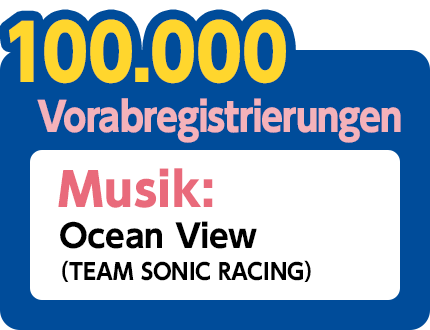 100.000
Vorabregistrierungen
Musik:
Ocean View
(TEAM SONIC RACING)